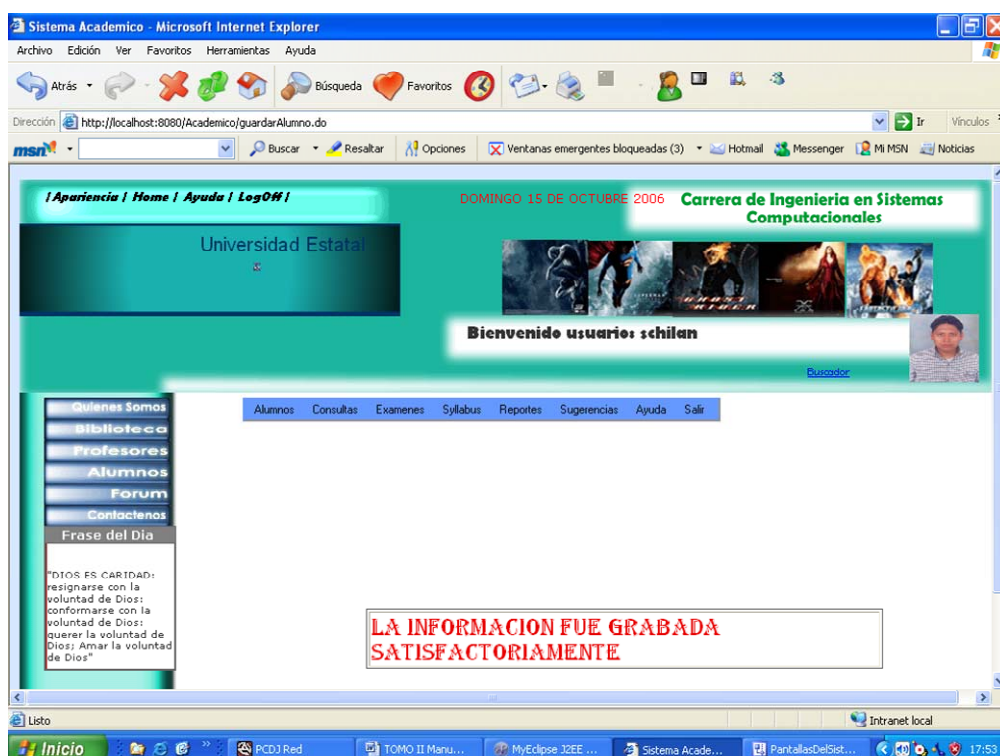 Sistema Academico - Microsoft Internet Explorer
Archivo Edición Ver Favoritos Herramientas Ayuda
Atrás Búsqueda Favoritos
Dirección http://localhost:8080/Academico/guardarAlumno.do Ir Vínculos
msn Buscar Resaltar Opciones Ventanas emergentes bloqueadas (3) Hotmail Messenger Mi MSN Noticias
| Apariencia | Home | Ayuda | LogOff | DOMINGO 15 DE OCTUBRE 2006 Carrera de Ingenieria en Sistemas
Computacionales
Universidad Estatal
SUPERMAN
GHOST
RIDER
Bienvenido usuario: schilan
Buscador
Quienes Somos
Biblioteca
Profesores
Alumnos
Forum
Contactenos
Alumnos Consultas Examenes Syllabus Reportes Sugerencias Ayuda Salir
Frase del Dia
"DIOS ES CARIDAD:
resignarse con la
voluntad de Dios:
conformarse con la
voluntad de Dios:
querer la voluntad de
Dios; Amar la voluntad
de Dios"
LA INFORMACION FUE GRABADA
SATISFACTORIAMENTE
Listo Intranet local
Inicio PCDJ Red TOMO II Manu... MyEclipse J2EE ... Sistema Acade... PantallasDelSist... 17:53